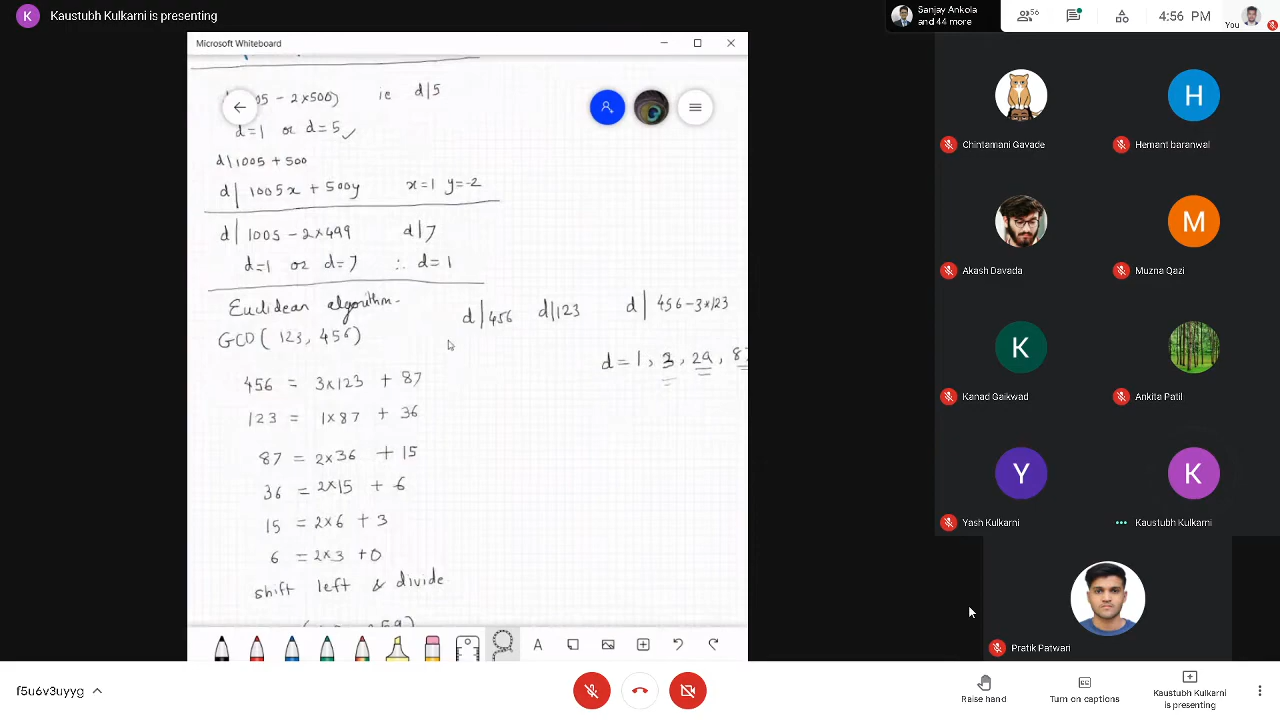 K Kaustubh Kulkarni is presenting
Sanjay Ankola
and 44 more
56
4:56 PM
You
Microsoft Whiteboard
05 - 2×500) ie d|5
d=1 or d=5 ✓
d|1005 + 500
d| 1005x + 500y x=1 y=-2
d| 1005 - 2×499 d|7
d=1 or d=7 ∴ d=1
Euclidean algorithm-
GCD( 123, 456)
d|456 d|123 d| 456-3×123
d = 1, 3, 29, 87
456 = 3×123 + 87
123 = 1×87 + 36
87 = 2×36 + 15
36 = 2×15 + 6
15 = 2×6 + 3
6 = 2×3 + 0
shift left & divide
A
H
Chintamani Gavade
Hemant baranwal
M
Akash Davada
Muzna Qazi
K
Kanad Gaikwad
Ankita Patil
Y
K
Yash Kulkarni
Kaustubh Kulkarni
Pratik Patwari
f5u6v3uyyg
Raise hand
Turn on captions
Kaustubh Kulkarni
is presenting